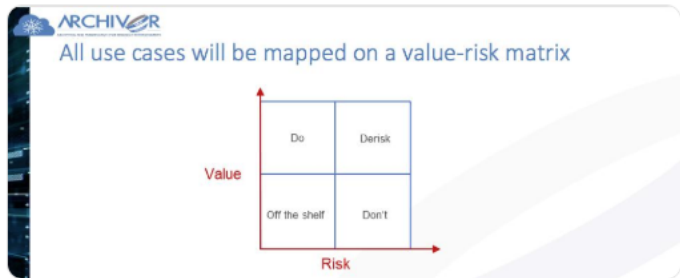 ARCHIVER
All use cases will be mapped on a value-risk matrix
Do
Derisk
Value
Off the shelf
Don't
Risk